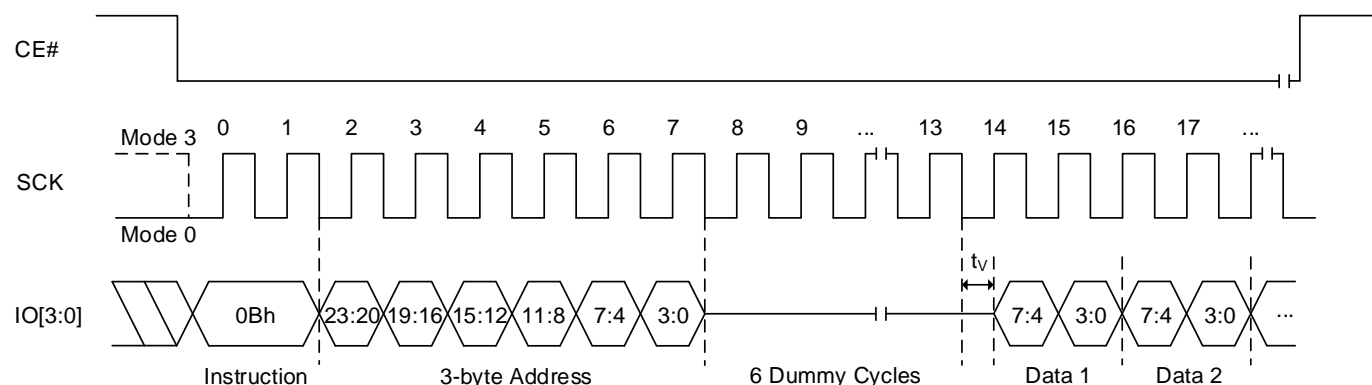 CE#
0 1 2 3 4 5 6 7 8 9 ... 13 14 15 16 17 ...
Mode 3
SCK
Mode 0
tV
IO[3:0] 0Bh 23:20 19:16 15:12 11:8 7:4 3:0 7:4 3:0 7:4 3:0 ...
Instruction 3-byte Address 6 Dummy Cycles Data 1 Data 2